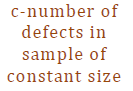 c-number of
defects in
sample of
constant size